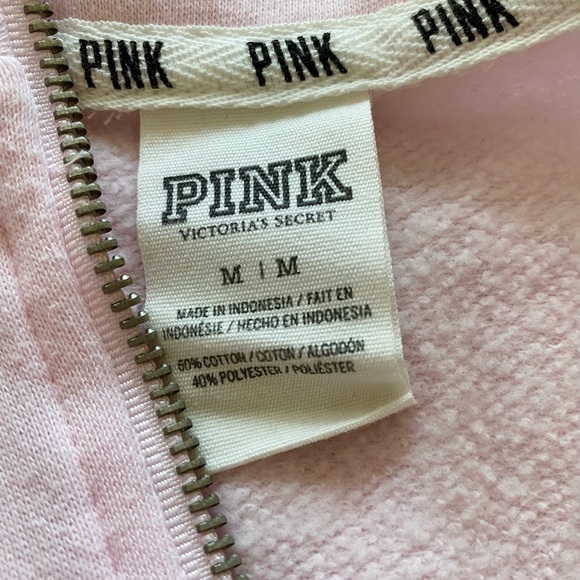 PINK PINK PINK
PINK
VICTORIA'S SECRET
M | M
MADE IN INDONESIA / FAIT EN
INDONÉSIE / HECHO EN INDONESIA
60% COTTON / COTON / ALGODÓN
40% POLYESTER / POLIÉSTER